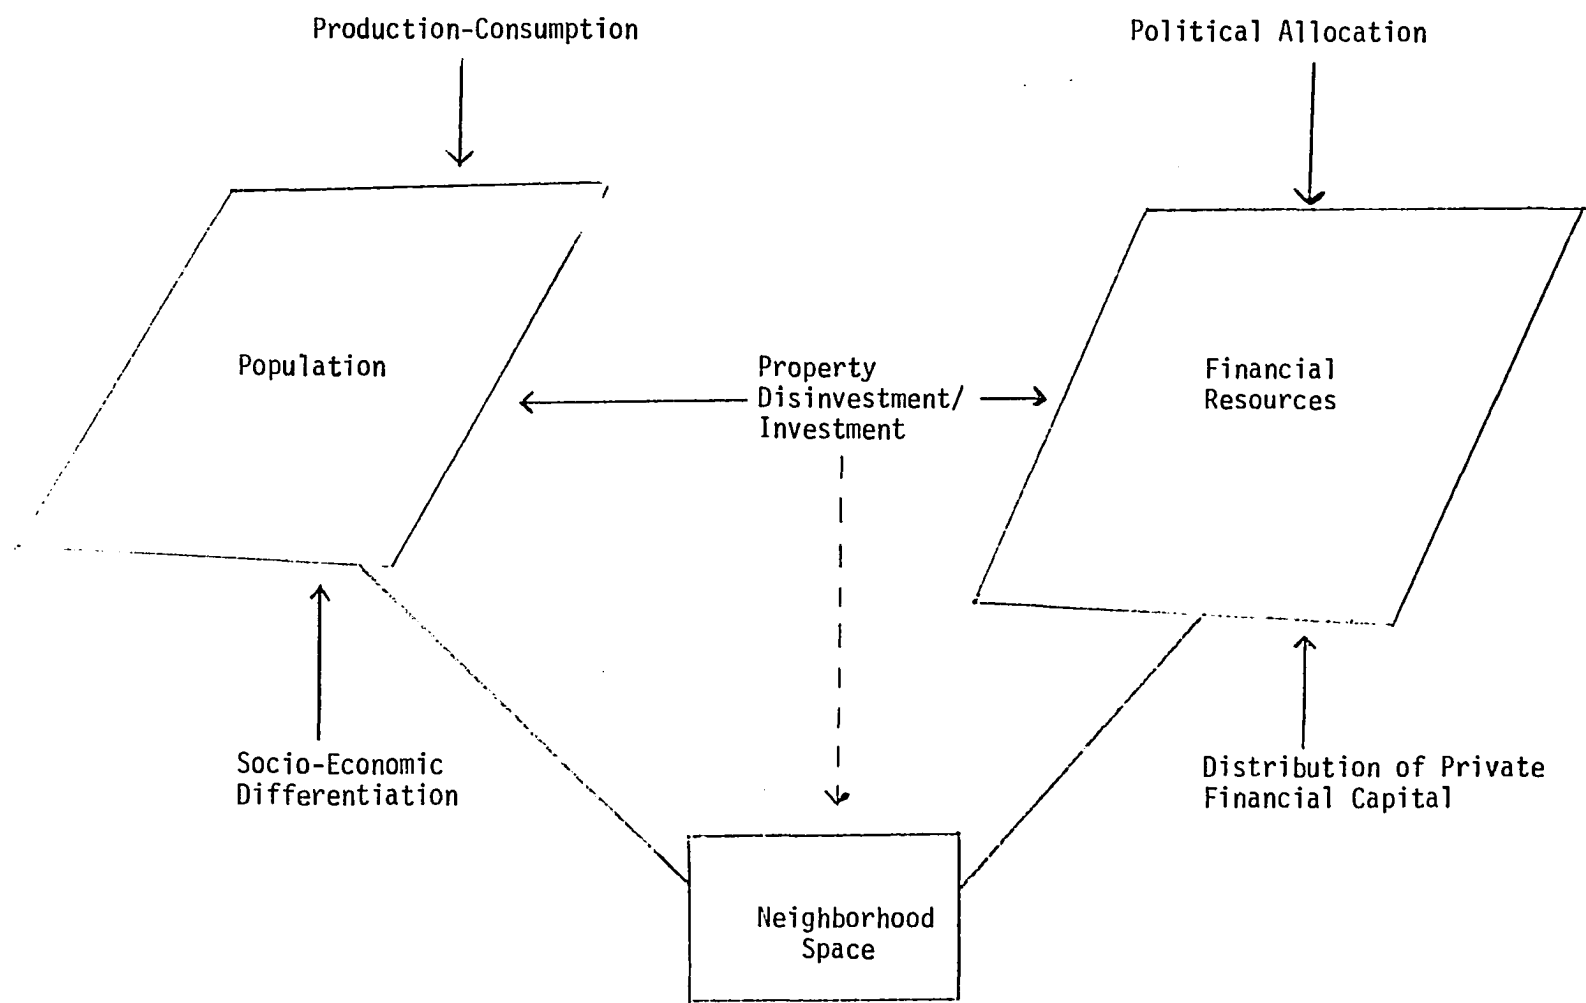 Production-Consumption
Political Allocation
Population
Property
Disinvestment/
Investment
Financial
Resources
Socio-Economic
Differentiation
Distribution of Private
Financial Capital
Neighborhood
Space